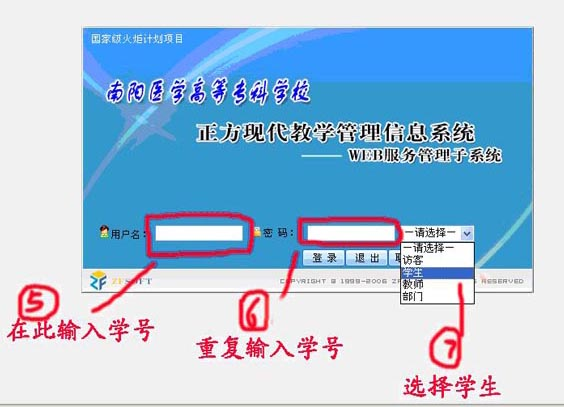 国家级火炬计划项目
南阳医学高等专科学校
正方现代教学管理信息系统
——WEB服务管理子系统
用户名：
密 码：
一请选择一
登 录
退 出
一请选择一
访客
学生
教师
部门
ZFSOFT
COPYRIGHT @ 1999-2006 ZF
RESERVED
⑤
在此输入学号
⑥
重复输入学号
⑦
选择学生